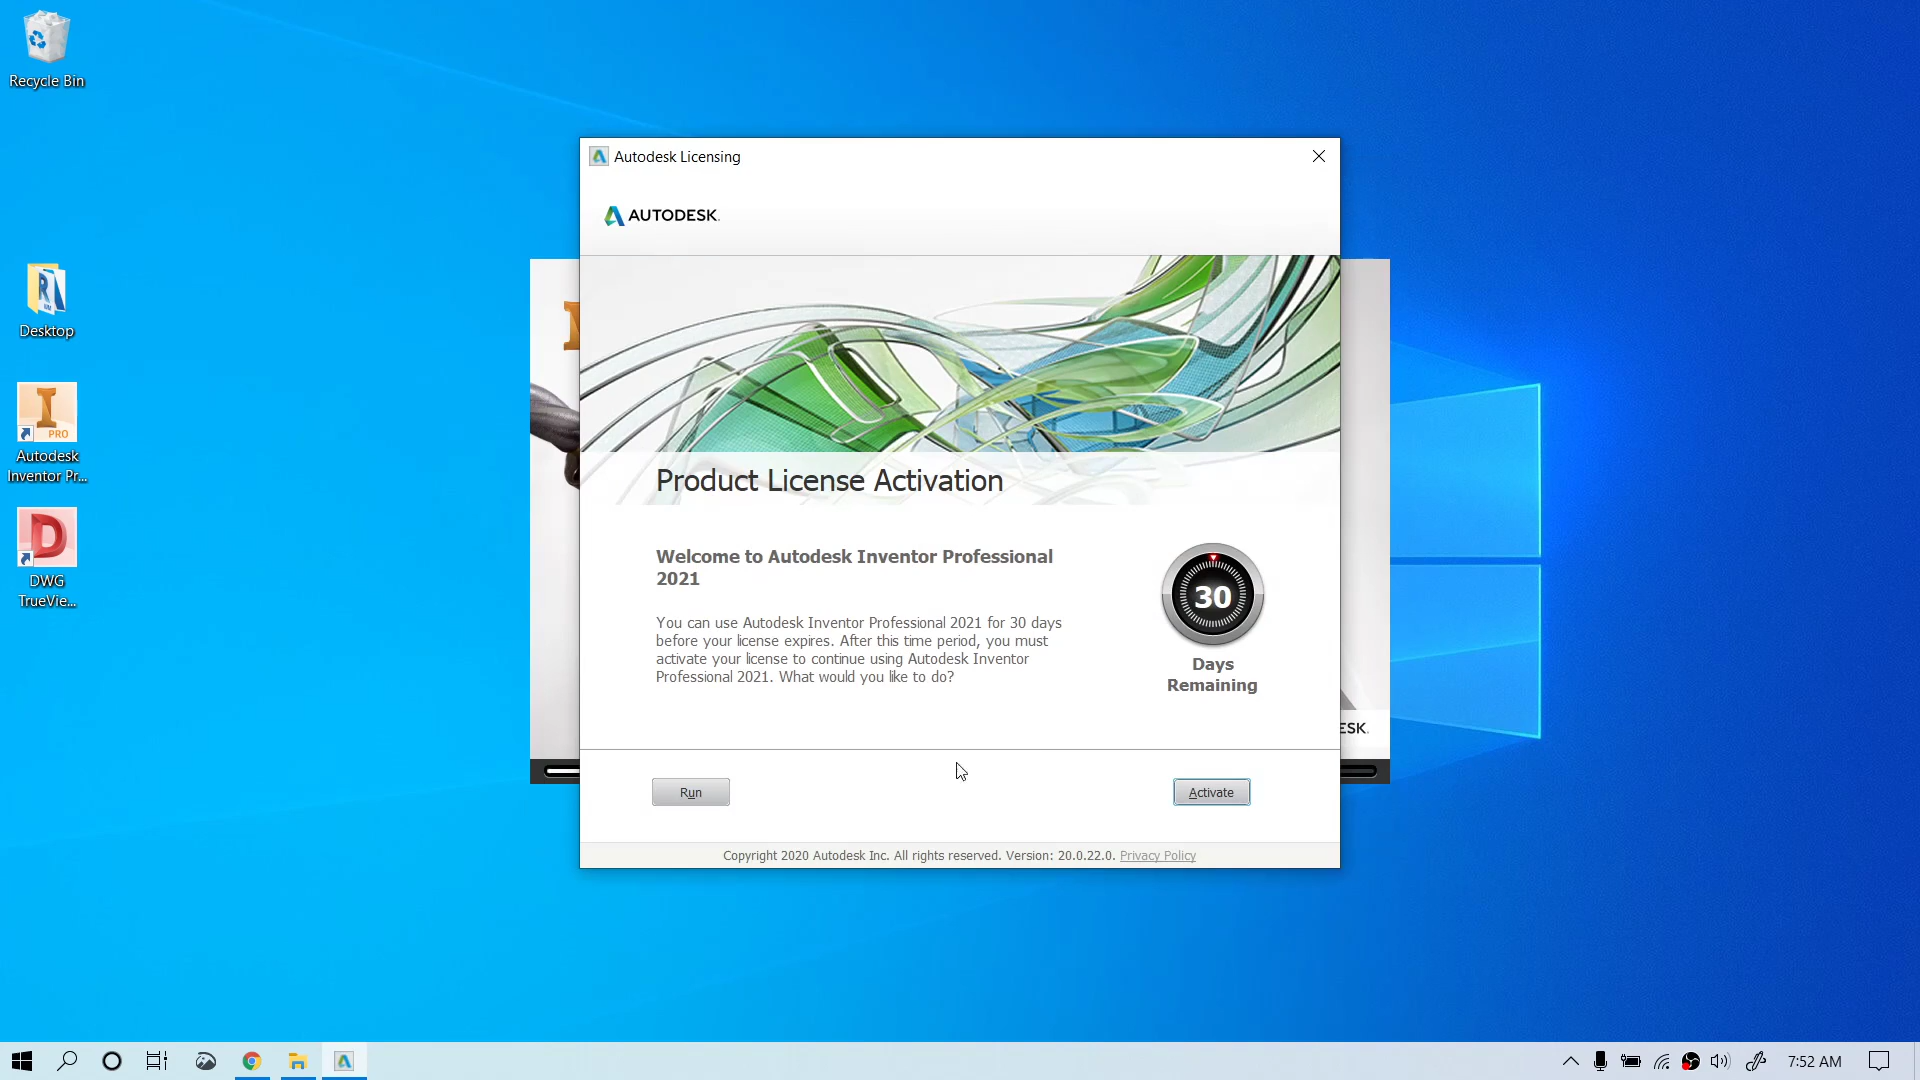 Recycle Bin
Desktop
PRO
Autodesk
Inventor Pr...
DWG
TrueVie...
Autodesk Licensing
AUTODESK.
Product License Activation
Welcome to Autodesk Inventor Professional
2021
You can use Autodesk Inventor Professional 2021 for 30 days
before your license expires. After this time period, you must
activate your license to continue using Autodesk Inventor
Professional 2021. What would you like to do?
30
Days
Remaining
ESK.
Run
Activate
Copyright 2020 Autodesk Inc. All rights reserved. Version: 20.0.22.0. Privacy Policy
7:52 AM